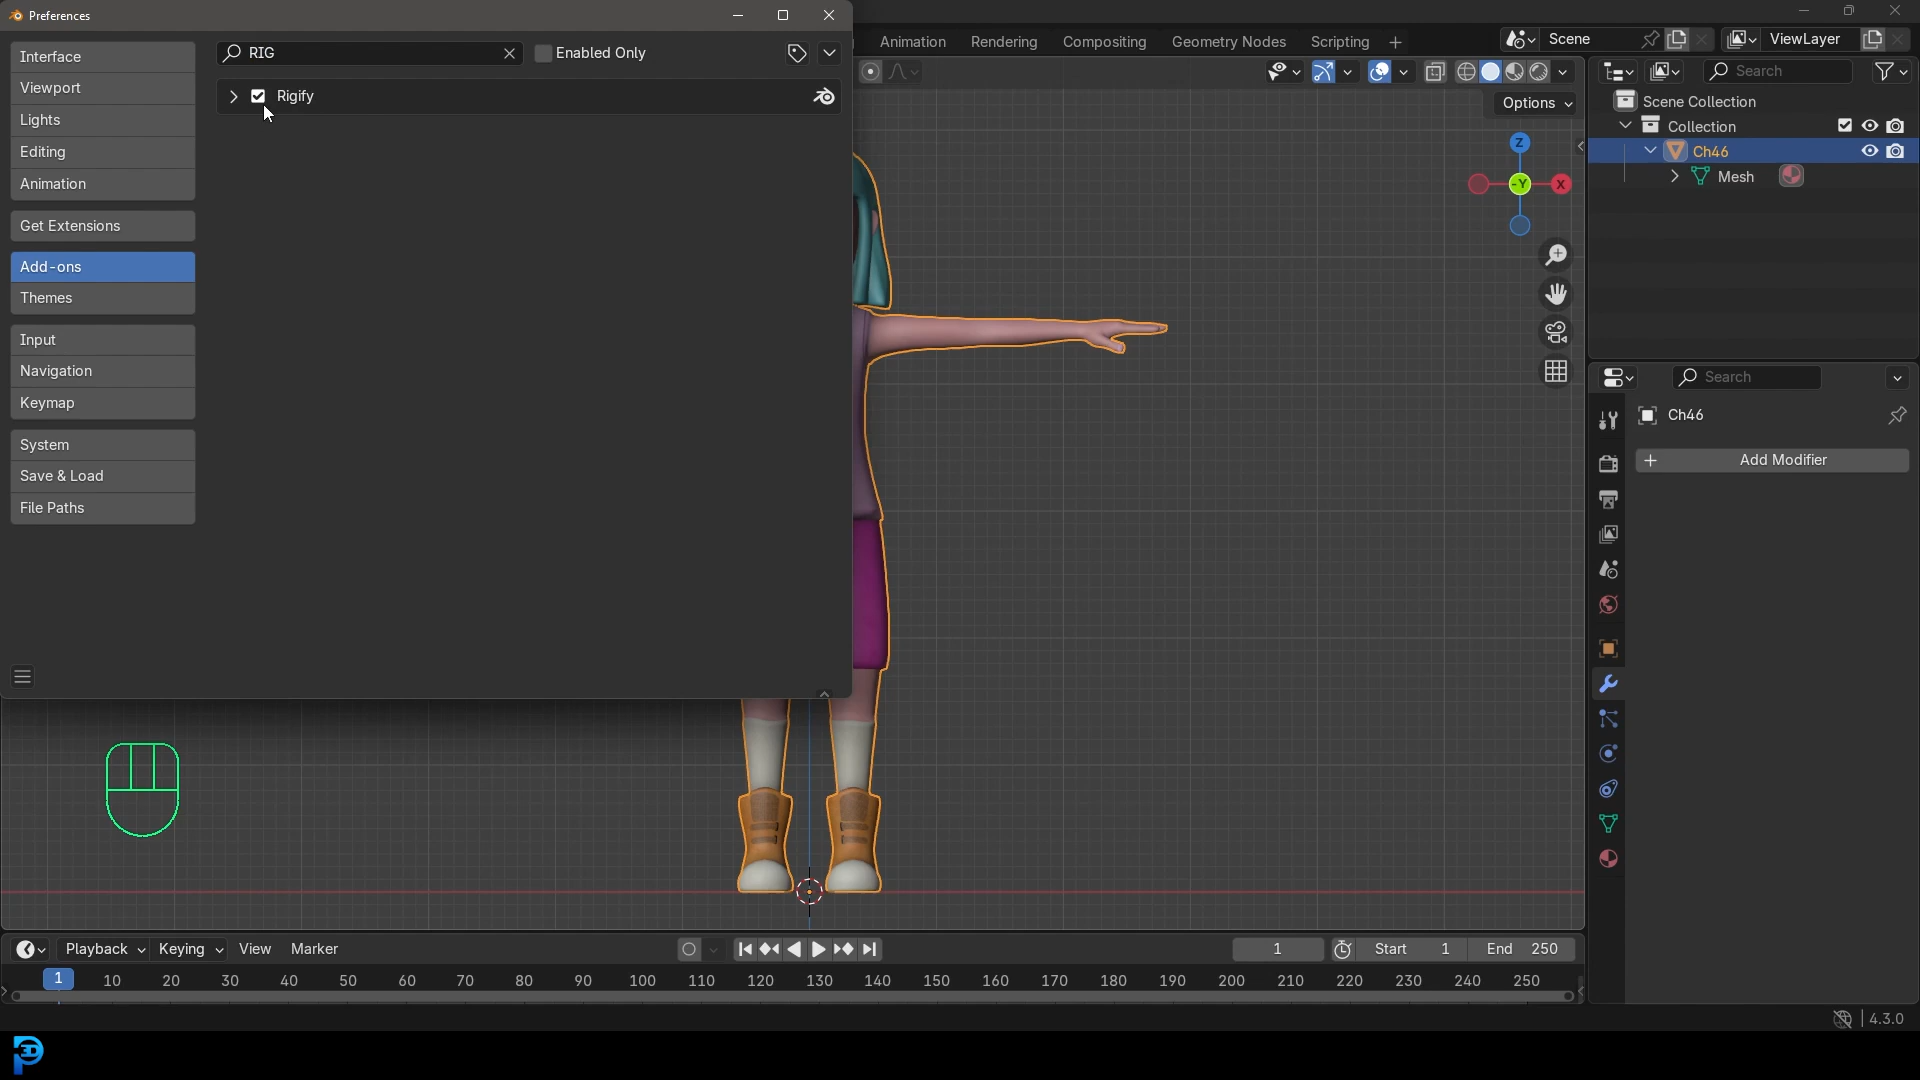 Preferences
Interface
Viewport
Lights
Editing
Animation
Get Extensions
Add-ons
Themes
Input
Navigation
Keymap
System
Save & Load
File Paths
RIG
Enabled Only
Rigify
Animation Rendering Compositing Geometry Nodes Scripting
Scene
ViewLayer
Options
Z
-Y
X
Search
Scene Collection
Collection
Ch46
Mesh
Search
Ch46
Add Modifier
Playback Keying View Marker
1
Start 1
End 250
1 10 20 30 40 50 60 70 80 90 100 110 120 130 140 150 160 170 180 190 200 210 220 230 240 250
4.3.0
3D